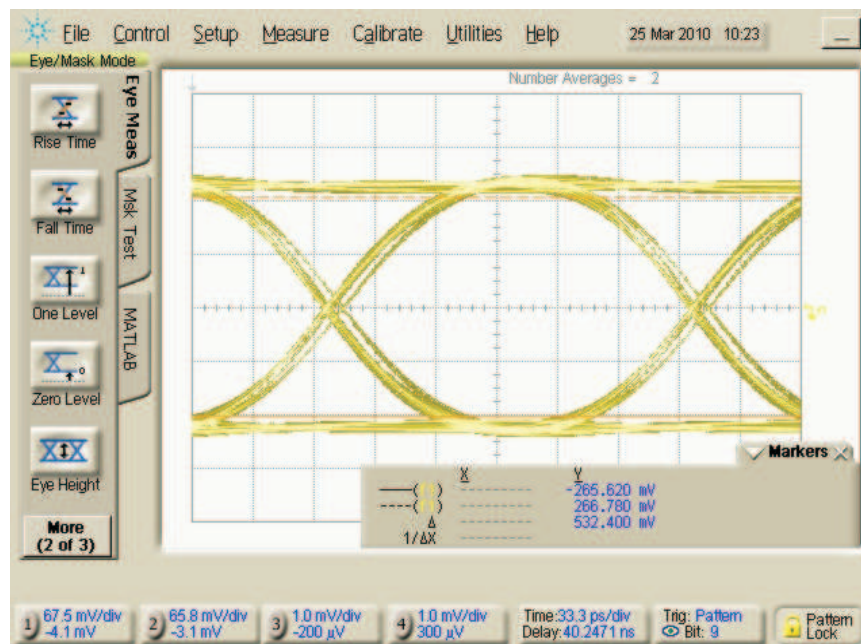 File Control Setup Measure Calibrate Utilities Help 25 Mar 2010 10:23
Eye/Mask Mode
Number Averages = 2
Eye Meas
Msk Test
MATLAB
Rise Time
Fall Time
One Level
Zero Level
Eye Height
More
(2 of 3)
Markers
X Y
-265.620 mV
266.780 mV
Δ 532.400 mV
1/ΔX
1 67.5 mV/div
-4.1 mV
2 65.8 mV/div
-3.1 mV
3 1.0 mV/div
-200 µV
4 1.0 mV/div
300 µV
Time:33.3 ps/div
Delay:40.2471 ns
Trig: Pattern
Bit: 9
Pattern
Lock